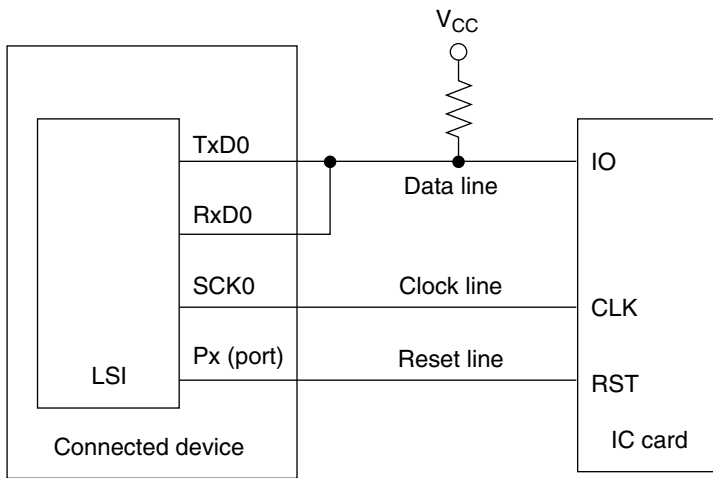 VCC
TxD0
IO
Data line
RxD0
SCK0
Clock line
CLK
Px (port)
Reset line
LSI
RST
Connected device
IC card